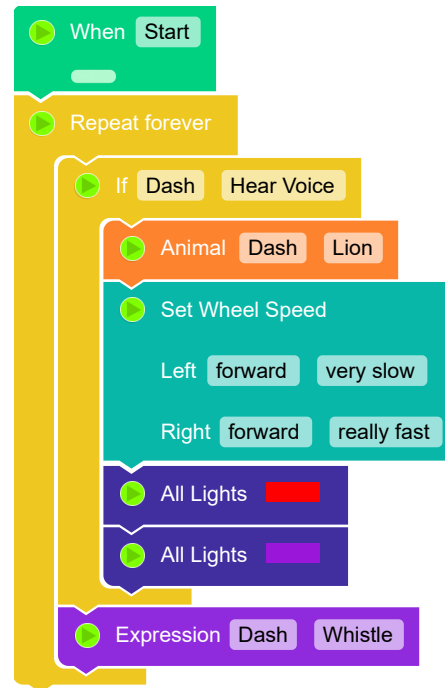 When Start
Repeat forever
If Dash Hear Voice
Animal Dash Lion
Set Wheel Speed
Left forward very slow
Right forward really fast
All Lights
All Lights
Expression Dash Whistle